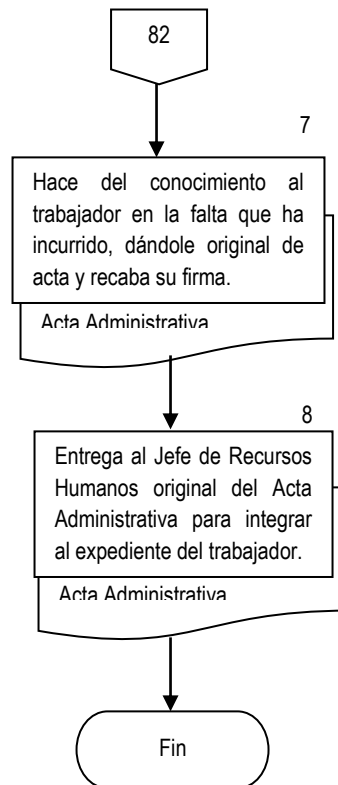 82
7
Hace del conocimiento al
trabajador en la falta que ha
incurrido, dándole original de
acta y recaba su firma.
Acta Administrativa
8
Entrega al Jefe de Recursos
Humanos original del Acta
Administrativa para integrar
al expediente del trabajador.
Acta Administrativa
Fin